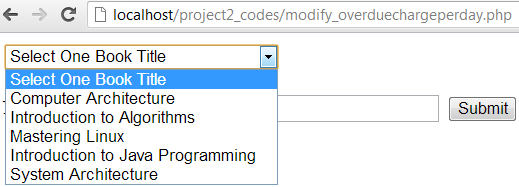 localhost/project2_codes/modify_overduechargeperday.php
Select One Book Title
Select One Book Title
Computer Architecture
Introduction to Algorithms
Mastering Linux
Submit
Introduction to Java Programming
System Architecture